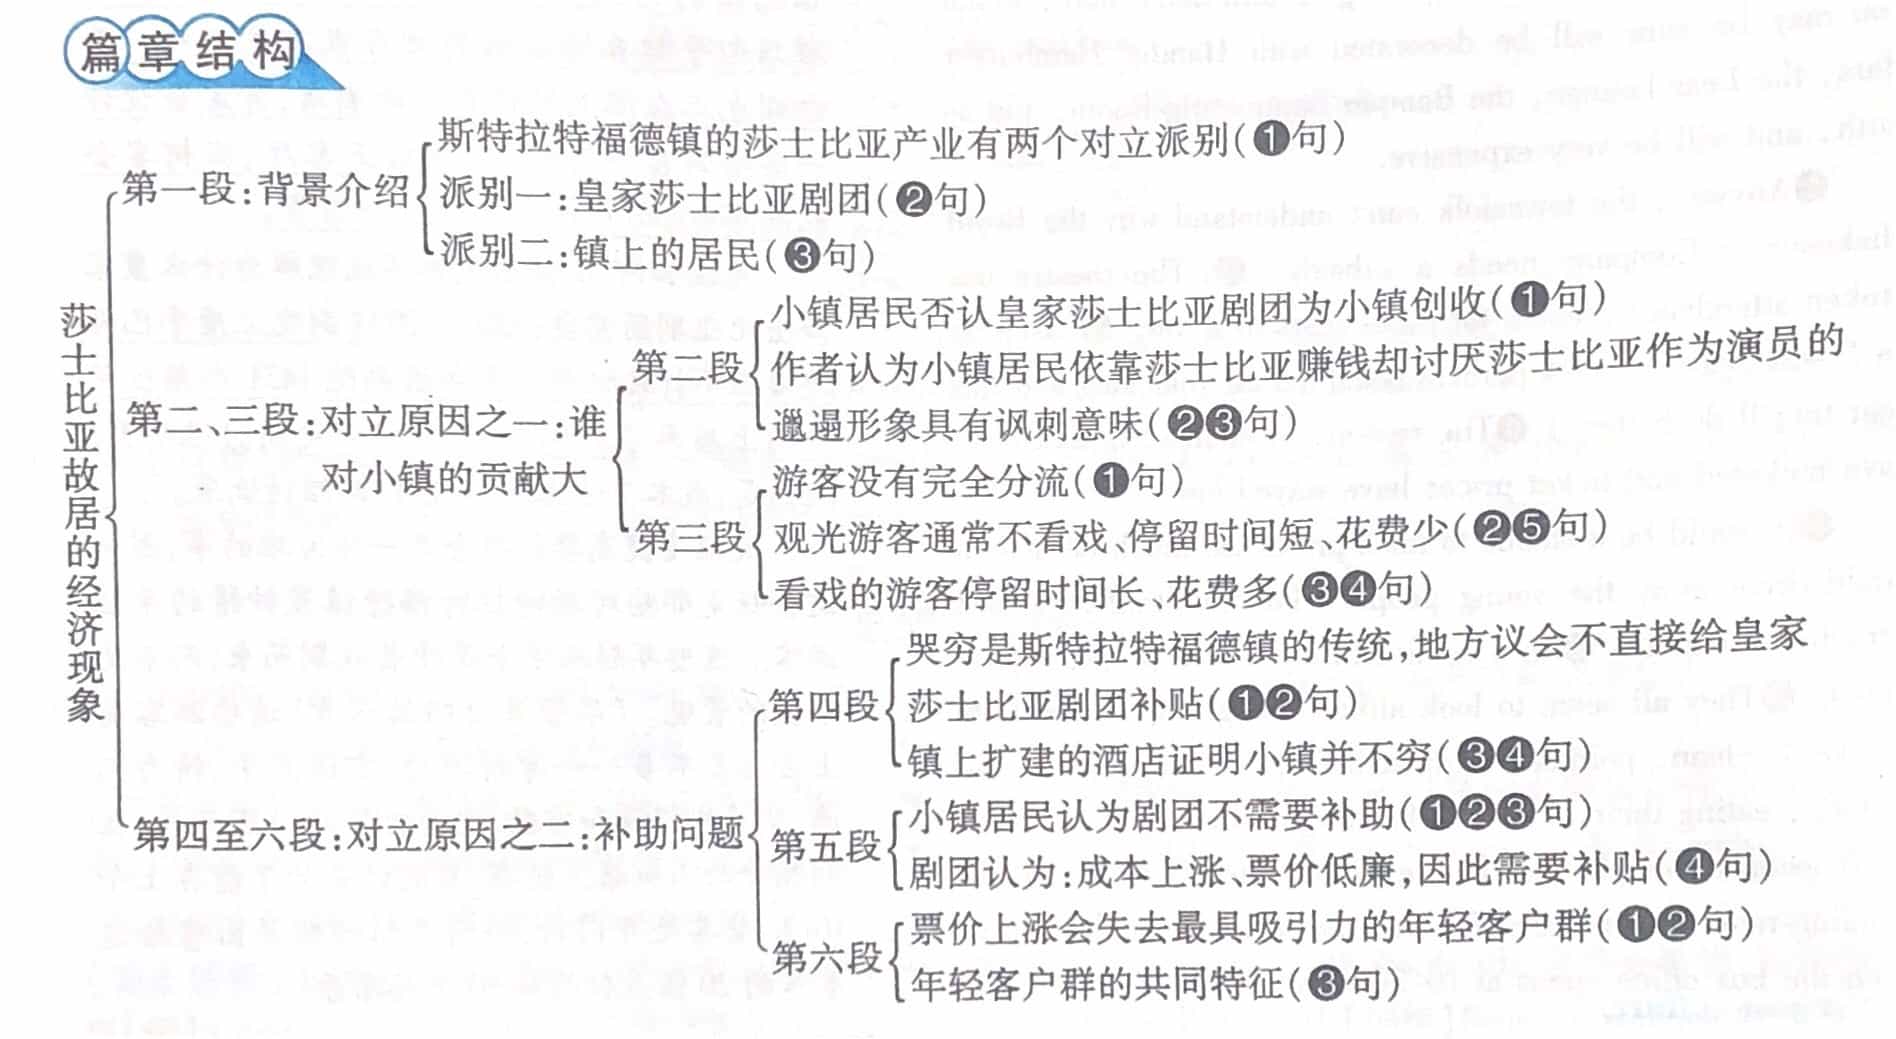 篇章结构
莎士比亚故居的经济现象
第一段:背景介绍
斯特拉特福德镇的莎士比亚产业有两个对立派别(❶句)
派别一:皇家莎士比亚剧团(❷句)
派别二:镇上的居民(❸句)
第二、三段:对立原因之一:谁
对小镇的贡献大
第二段
小镇居民否认皇家莎士比亚剧团为小镇创收(❶句)
作者认为小镇居民依靠莎士比亚赚钱却讨厌莎士比亚作为演员的
邋遢形象具有讽刺意味(❷❸句)
第三段
游客没有完全分流(❶句)
观光游客通常不看戏、停留时间短、花费少(❷❺句)
看戏的游客停留时间长、花费多(❸❹句)
第四至六段:对立原因之二:补助问题
第四段
哭穷是斯特拉特福德镇的传统,地方议会不直接给皇家
莎士比亚剧团补贴(❶❷句)
镇上扩建的酒店证明小镇并不穷(❸❹句)
第五段
小镇居民认为剧团不需要补助(❶❷❸句)
剧团认为:成本上涨、票价低廉,因此需要补贴(❹句)
第六段
票价上涨会失去最具吸引力的年轻客户群(❶❷句)
年轻客户群的共同特征(❸句)